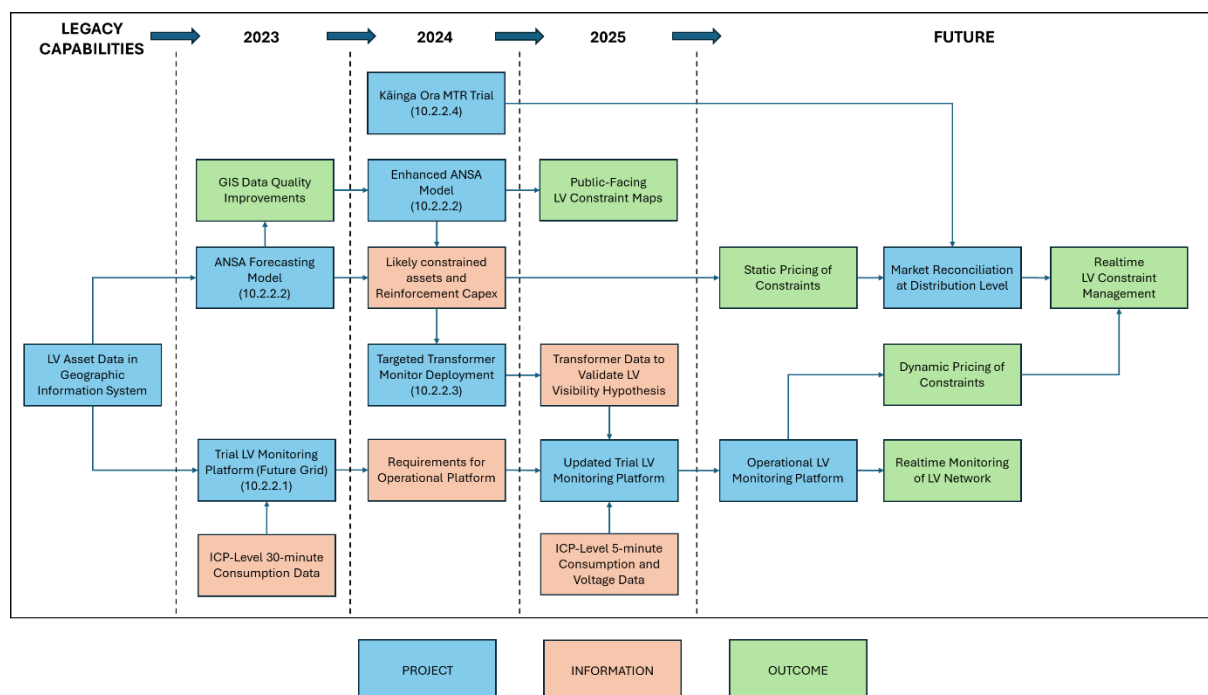 LEGACY
CAPABILITIES
2023
2024
2025
FUTURE
Kāinga Ora MTR Trial
(10.2.2.4)
GIS Data Quality
Improvements
Enhanced ANSA
Model
(10.2.2.2)
Public-Facing
LV Constraint Maps
ANSA Forecasting
Model
(10.2.2.2)
Likely constrained
assets and
Reinforcement Capex
Static Pricing of
Constraints
Market Reconciliation
at Distribution Level
Realtime
LV Constraint
Management
LV Asset Data in
Geographic
Information System
Targeted Transformer
Monitor Deployment
(10.2.2.3)
Transformer Data to
Validate LV
Visibility Hypothesis
Dynamic Pricing of
Constraints
Trial LV Monitoring
Platform (Future Grid)
(10.2.2.1)
Requirements for
Operational Platform
Updated Trial LV
Monitoring Platform
Operational LV
Monitoring Platform
Realtime Monitoring
of LV Network
ICP-Level 30-minute
Consumption Data
ICP-Level 5-minute
Consumption and
Voltage Data
PROJECT
INFORMATION
OUTCOME